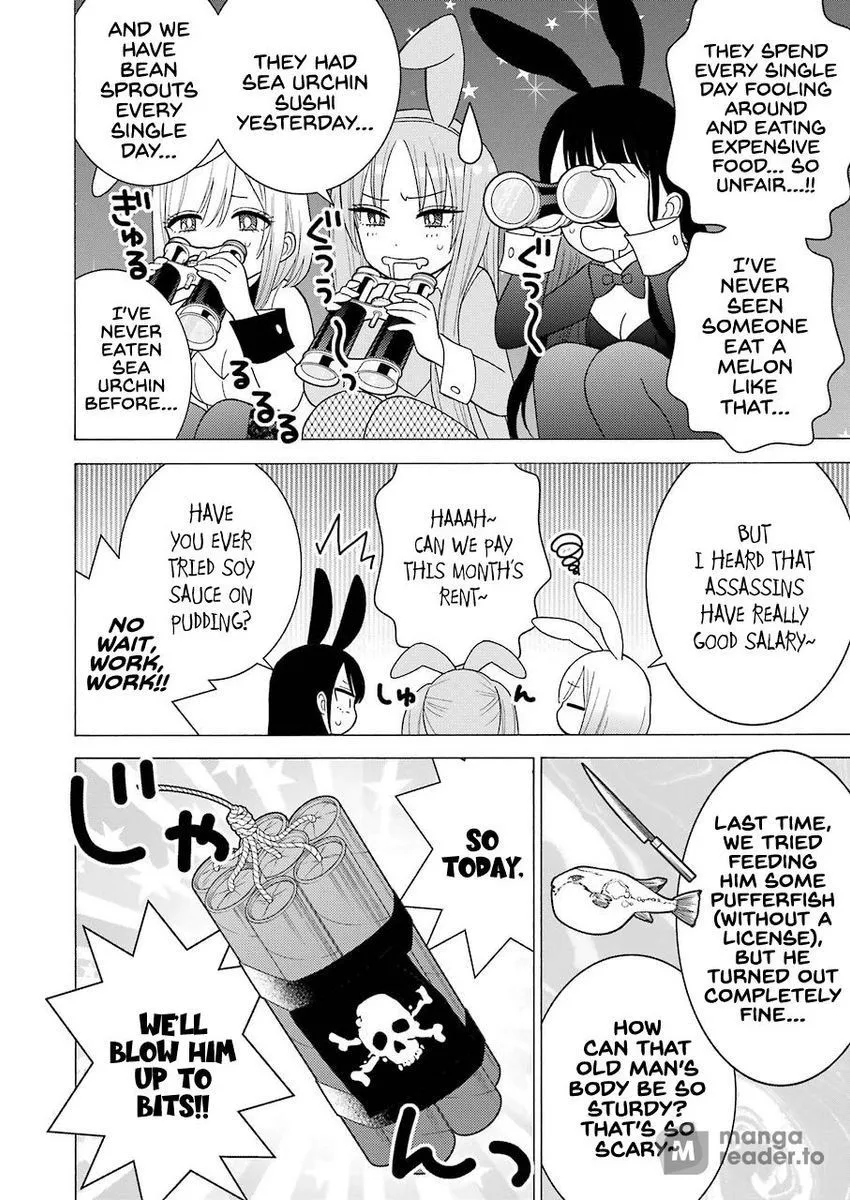 THEY SPEND
EVERY SINGLE
DAY FOOLING
AROUND
AND EATING
EXPENSIVE
FOOD... SO
UNFAIR...!!
I'VE
NEVER
SEEN
SOMEONE
EAT A
MELON
LIKE
THAT...
ぐぅ〜っ
THEY HAD
SEA URCHIN
SUSHI
YESTERDAY...
ぐぅぅ〜っ
AND WE
HAVE
BEAN
SPROUTS
EVERY
SINGLE
DAY...
ぎゅる
るるる
I'VE
NEVER
EATEN
SEA
URCHIN
BEFORE...
BUT
I HEARD THAT
ASSASSINS
HAVE REALLY
GOOD SALARY~
HAAAH~
CAN WE PAY
THIS MONTH'S
RENT~
しゅん
HAVE
YOU EVER
TRIED SOY
SAUCE ON
PUDDING?
NO
WAIT,
WORK,
WORK!!
LAST TIME,
WE TRIED
FEEDING
HIM SOME
PUFFERFISH
(WITHOUT A
LICENSE),
BUT HE
TURNED OUT
COMPLETELY
FINE...
HOW
CAN THAT
OLD MAN'S
BODY BE SO
STURDY?
THAT'S SO
SCARY~
SO
TODAY.
じゃんっ
WE'LL
BLOW HIM
UP TO
BITS!!
M manga
reader.to